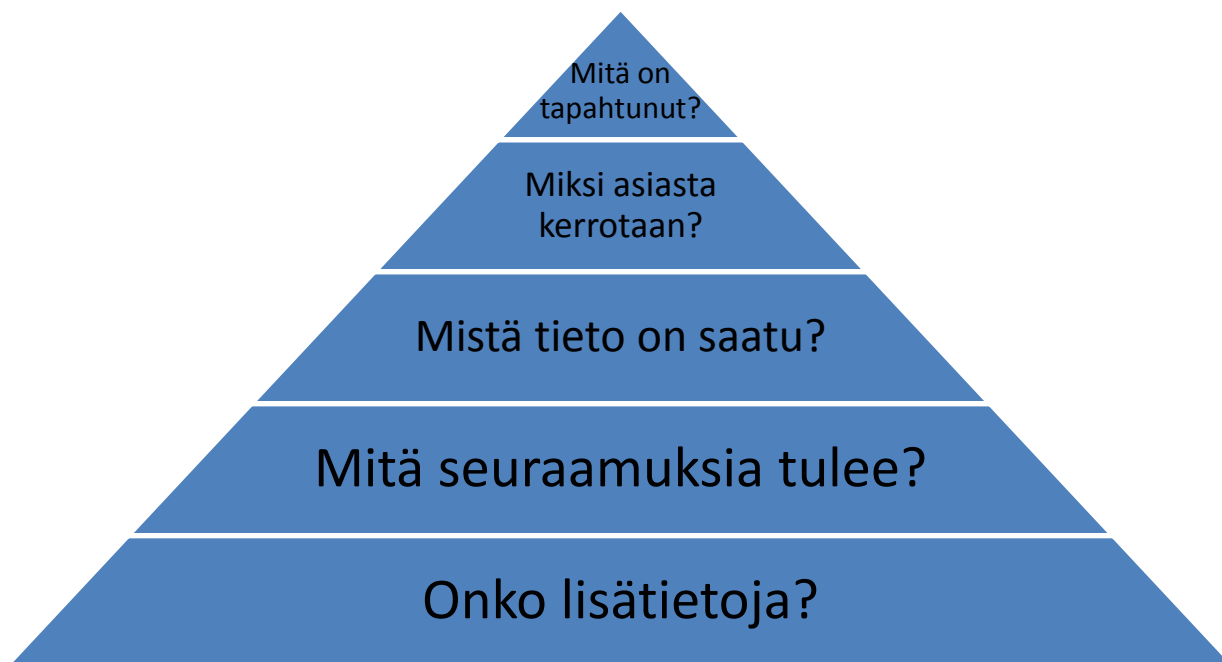 Mitä on
tapahtunut?
Miksi asiasta
kerrotaan?
Mistä tieto on saatu?
Mitä seuraamuksia tulee?
Onko lisätietoja?